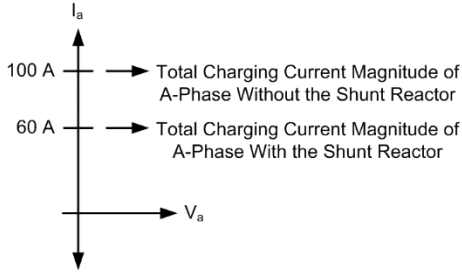 Ia
100 A
Total Charging Current Magnitude of
A-Phase Without the Shunt Reactor
60 A
Total Charging Current Magnitude of
A-Phase With the Shunt Reactor
Va